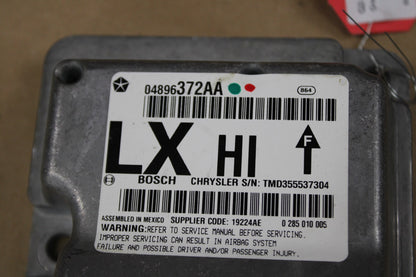 04896372AA
864
LX HI
F
BOSCH CHRYSLER S/N: TMD355537304
ASSEMBLED IN MEXICO SUPPLIER CODE: 19224AE 0 285 010 005
WARNING: REFER TO SERVICE MANUAL BEFORE SERVICING.
IMPROPER SERVICING CAN RESULT IN AIRBAG SYSTEM
FAILURE AND POSSIBLE DRIVER AND/OR PASSENGER INJURY